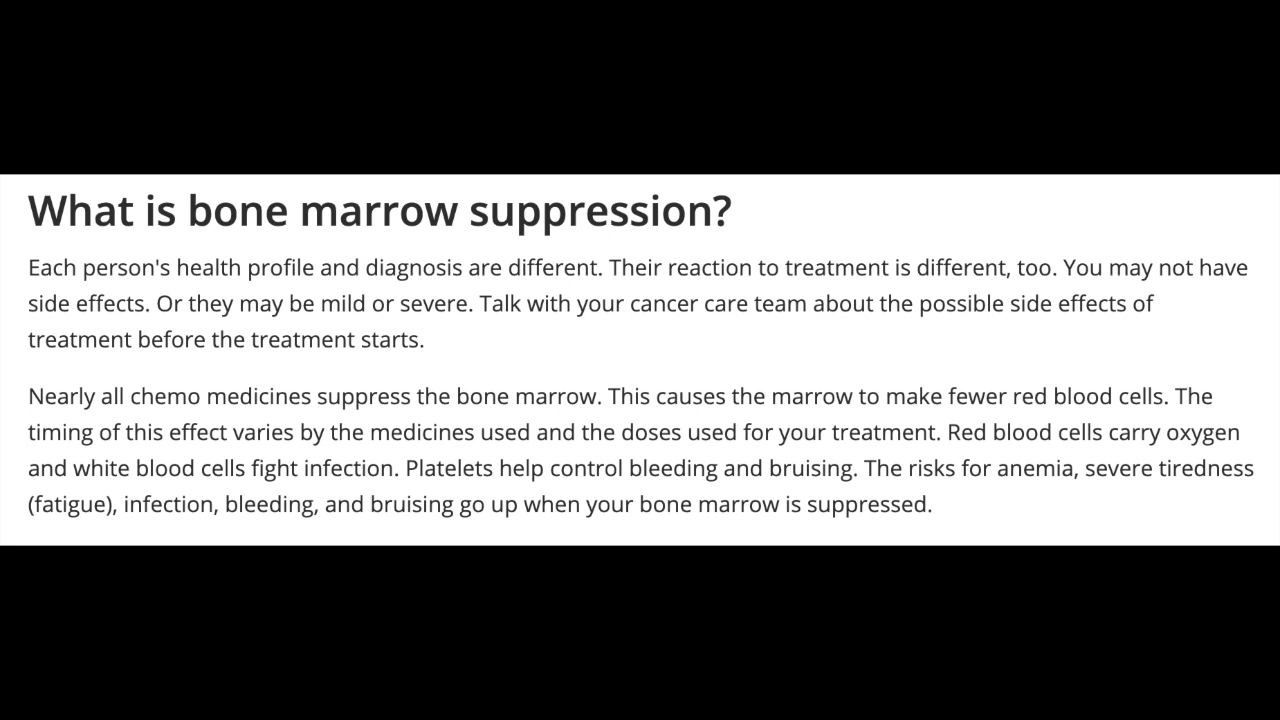 What is bone marrow suppression?
Each person's health profile and diagnosis are different. Their reaction to treatment is different, too. You may not have
side effects. Or they may be mild or severe. Talk with your cancer care team about the possible side effects of
treatment before the treatment starts.
Nearly all chemo medicines suppress the bone marrow. This causes the marrow to make fewer red blood cells. The
timing of this effect varies by the medicines used and the doses used for your treatment. Red blood cells carry oxygen
and white blood cells fight infection. Platelets help control bleeding and bruising. The risks for anemia, severe tiredness
(fatigue), infection, bleeding, and bruising go up when your bone marrow is suppressed.